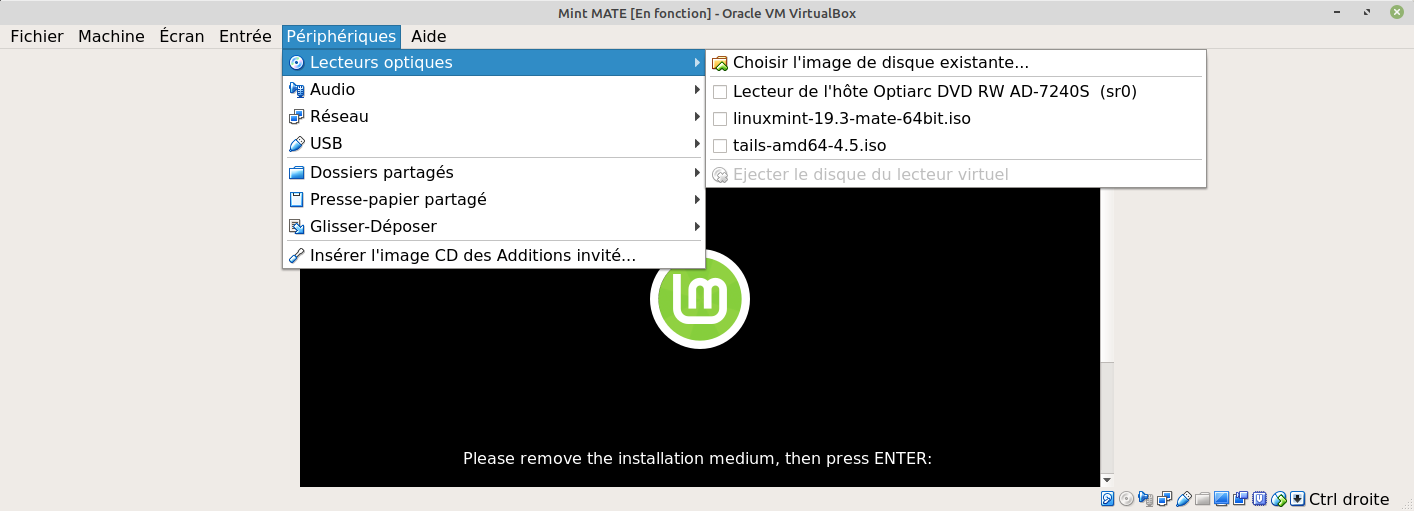 Mint MATE [En fonction] - Oracle VM VirtualBox
Fichier Machine Écran Entrée Périphériques Aide
Lecteurs optiques
Audio
Réseau
USB
Dossiers partagés
Presse-papier partagé
Glisser-Déposer
Insérer l'image CD des Additions invité...
Choisir l'image de disque existante...
Lecteur de l'hôte Optiarc DVD RW AD-7240S (sr0)
linuxmint-19.3-mate-64bit.iso
tails-amd64-4.5.iso
Ejecter le disque du lecteur virtuel
Please remove the installation medium, then press ENTER:
Ctrl droite